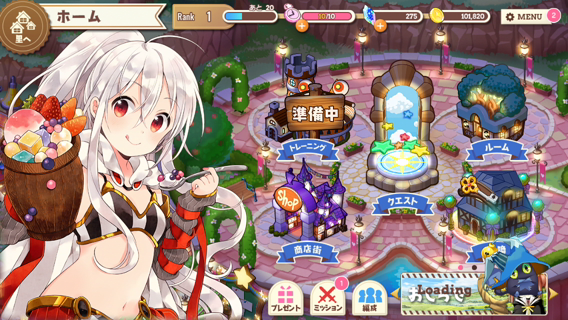 里へ
ホーム
Rank 1
あと 20
10/10
275
101,820
MENU 2
準備中
トレーニング
ルーム
Shop
クエスト
商店街
プレゼント
1
ミッション
編成
Loading